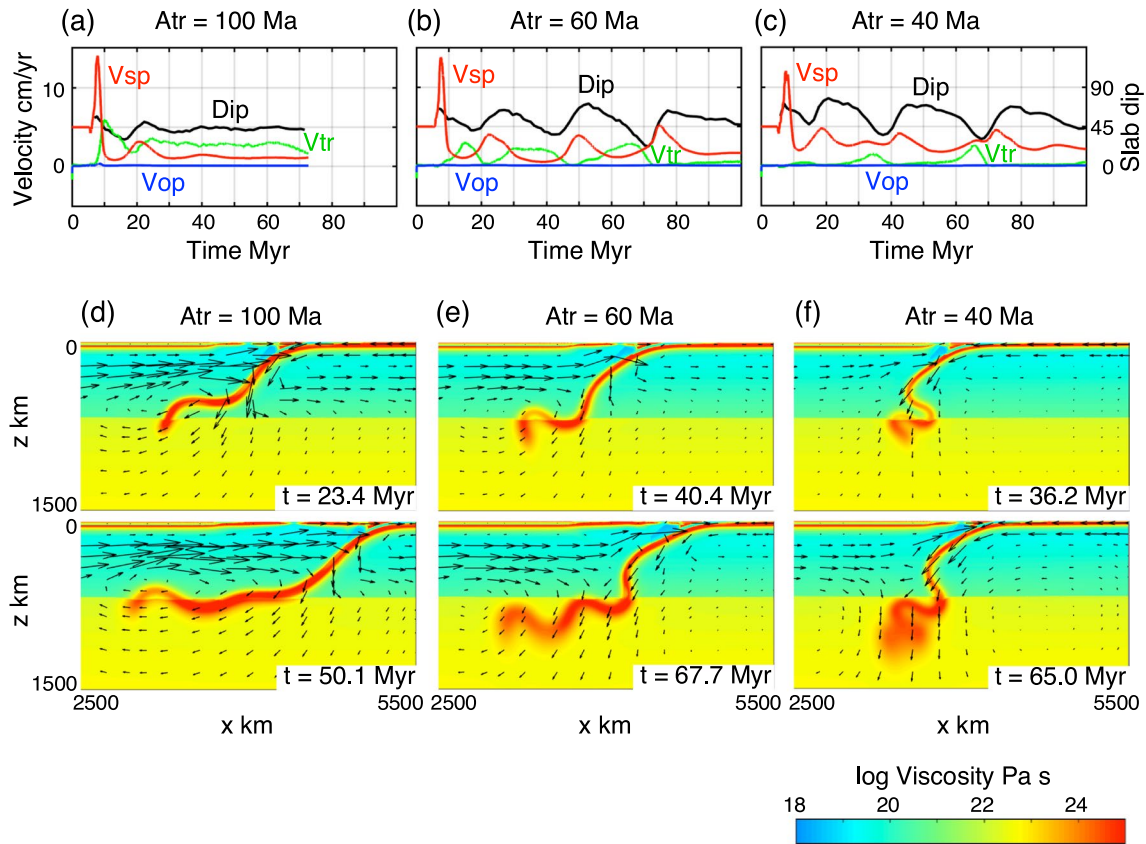 (a) Atr = 100 Ma (b) Atr = 60 Ma (c) Atr = 40 Ma
Velocity cm/yr
10
0
Vsp
Dip
Vtr
Vop
0 20 40 60 80
Time Myr
Vsp
Dip
Vtr
Vop
0 20 40 60 80
Time Myr
Vsp
Dip
Vtr
Vop
90
45
0
Slab dip
0 20 40 60 80
Time Myr
(d) Atr = 100 Ma (e) Atr = 60 Ma (f) Atr = 40 Ma
0
z km
1500
t = 23.4 Myr t = 40.4 Myr t = 36.2 Myr
0
z km
1500
t = 50.1 Myr t = 67.7 Myr t = 65.0 Myr
2500 2500 5500
x km x km
5500
log Viscosity Pa s
18 20 22 24